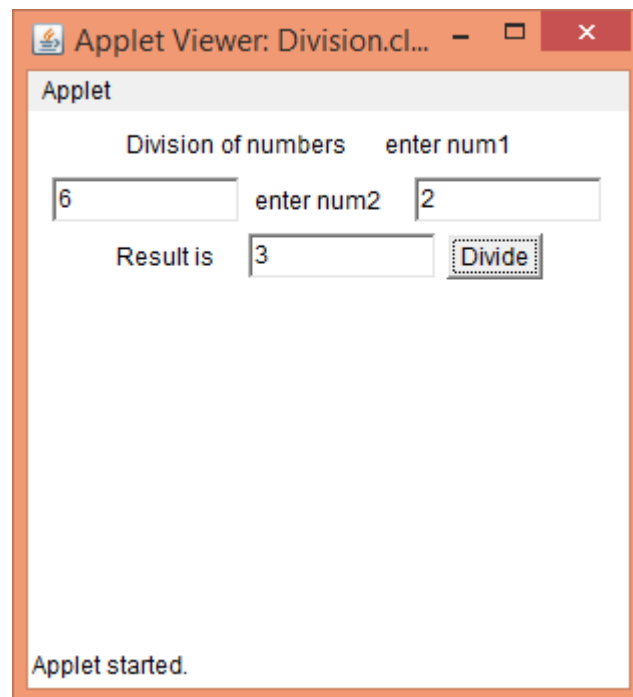 Applet Viewer: Division.cl...
Applet
Division of numbers enter num1
6 enter num2 2
Result is 3 Divide
Applet started.